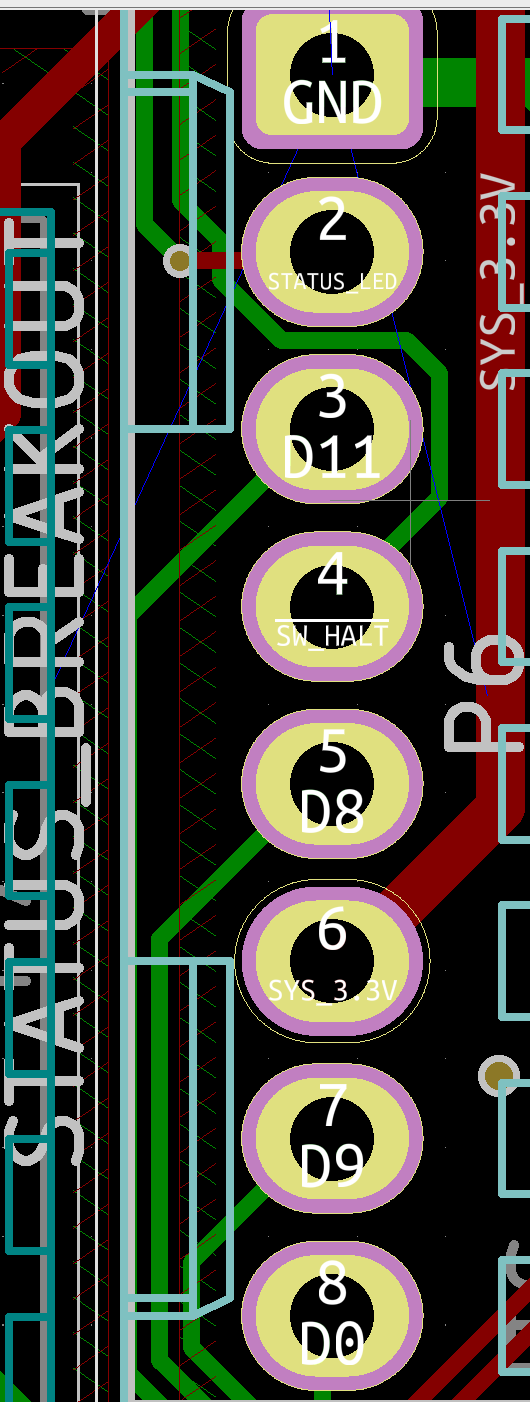 1
GND
2
STATUS_LED
3
D11
4
SW_HALT
5
D8
6
SYS_3.3V
7
D9
8
D0
SYS_3.3V
P6
STATUS_BREAKOUT